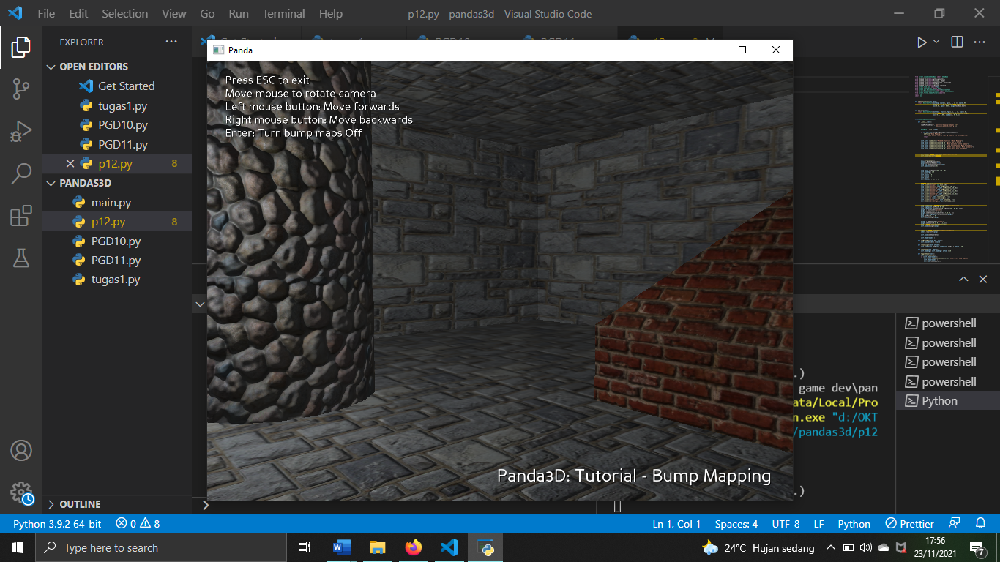 File Edit Selection View Go Run Terminal Help
p12.py - pandas3d - Visual Studio Code
EXPLORER
OPEN EDITORS
Get Started
tugas1.py
PGD10.py
PGD11.py
p12.py 8
PANDAS3D
main.py
p12.py 8
PGD10.py
PGD11.py
tugas1.py
OUTLINE
Panda
Press ESC to exit
Move mouse to rotate camera
Left mouse button: Move forwards
Right mouse button: Move backwards
Enter: Turn bump maps Off
Panda3D: Tutorial - Bump Mapping
.)
game dev\pan
ata/Local/Pro
n.exe "d:/OKT
/pandas3d/p12
.)
powershell
powershell
powershell
powershell
Python
Python 3.9.2 64-bit 0 8
Ln 1, Col 1 Spaces: 4 UTF-8 LF Python Prettier
Type here to search
24°C Hujan sedang
17:56
23/11/2021
7